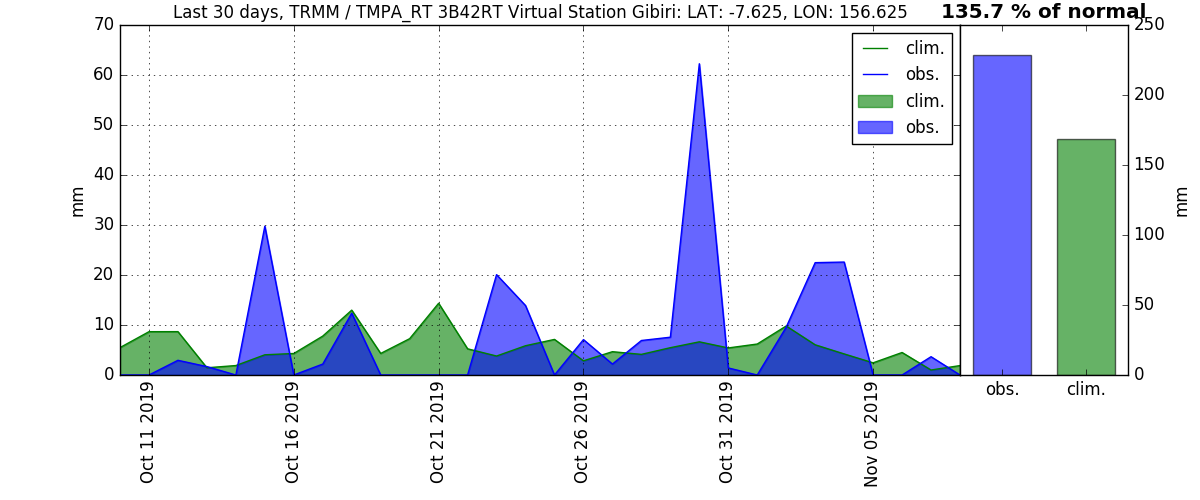 Last 30 days, TRMM / TMPA_RT 3B42RT Virtual Station Gibiri: LAT: -7.625, LON: 156.625
135.7 % of normal
70
60
50
40
30
20
10
0
mm
clim.
obs.
clim.
obs.
250
200
150
100
50
0
mm
obs.
clim.
Oct 11 2019
Oct 16 2019
Oct 21 2019
Oct 26 2019
Oct 31 2019
Nov 05 2019